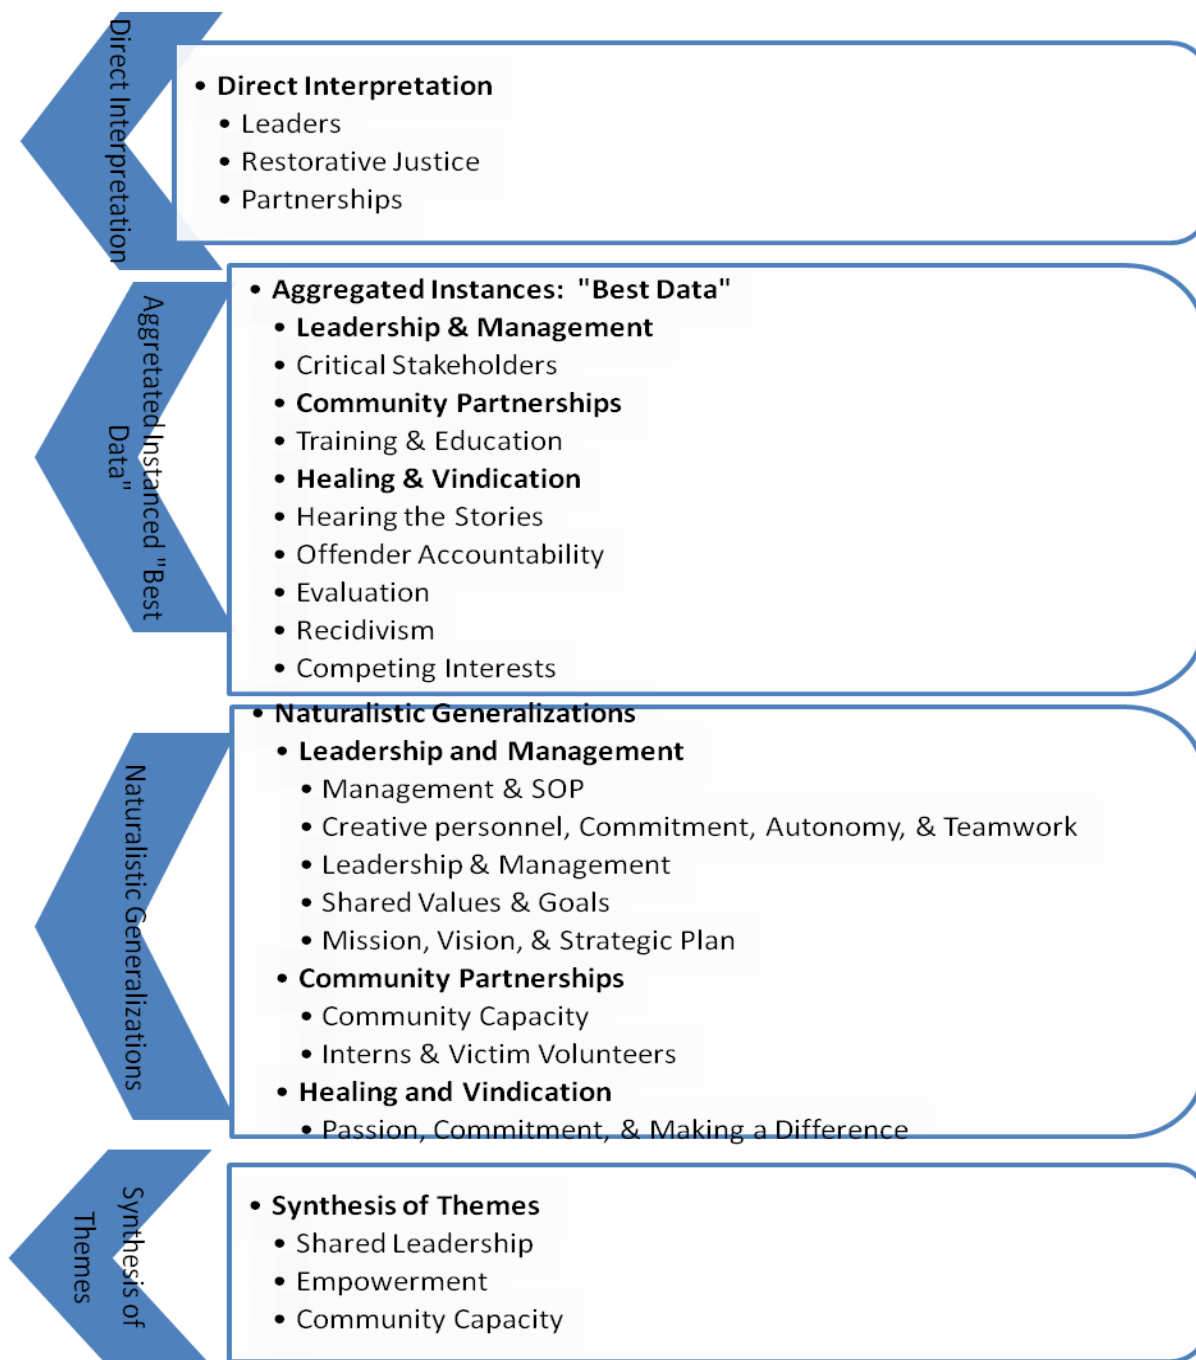 Direct Interpretation
• Direct Interpretation
• Leaders
• Restorative Justice
• Partnerships
Aggretated Instanced "Best
Data"
• Aggregated Instances:  "Best Data"
• Leadership & Management
• Critical Stakeholders
• Community Partnerships
• Training & Education
• Healing & Vindication
• Hearing the Stories
• Offender Accountability
• Evaluation
• Recidivism
• Competing Interests
Naturalistic Generalizations
• Naturalistic Generalizations
• Leadership and Management
• Management & SOP
• Creative personnel, Commitment, Autonomy, & Teamwork
• Leadership & Management
• Shared Values & Goals
• Mission, Vision, & Strategic Plan
• Community Partnerships
• Community Capacity
• Interns & Victim Volunteers
• Healing and Vindication
• Passion, Commitment, & Making a Difference
Synthesis of
Themes
• Synthesis of Themes
• Shared Leadership
• Empowerment
• Community Capacity